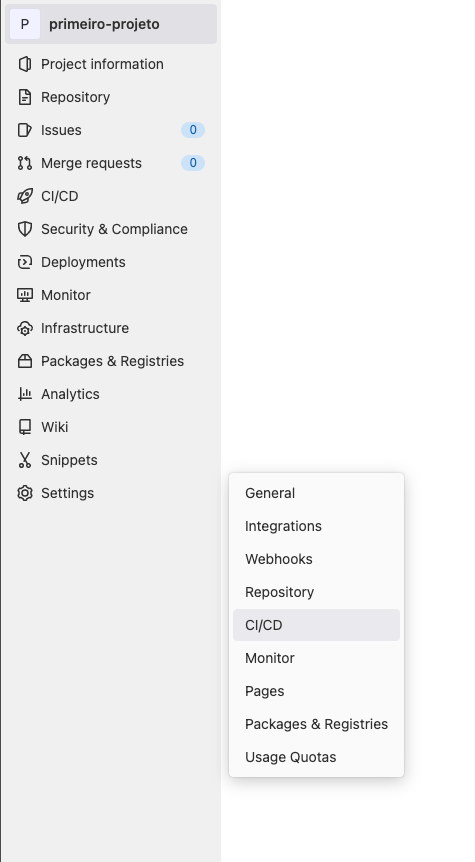 P primeiro-projeto
Project information
Repository
Issues 0
Merge requests 0
CI/CD
Security & Compliance
Deployments
Monitor
Infrastructure
Packages & Registries
Analytics
Wiki
Snippets
Settings
General
Integrations
Webhooks
Repository
CI/CD
Monitor
Pages
Packages & Registries
Usage Quotas